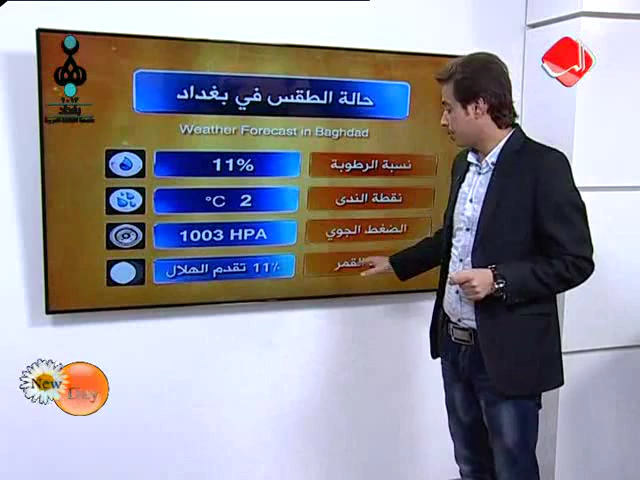 حالة الطقس في بغداد
Weather Forecast in Baghdad
نسبة الرطوبة
11%
نقطة الندى
2 °C
الضغط الجوي
1003 HPA
القمر
11٪ تقدم الهلال
٢٠١٣
بغداد
New
Day